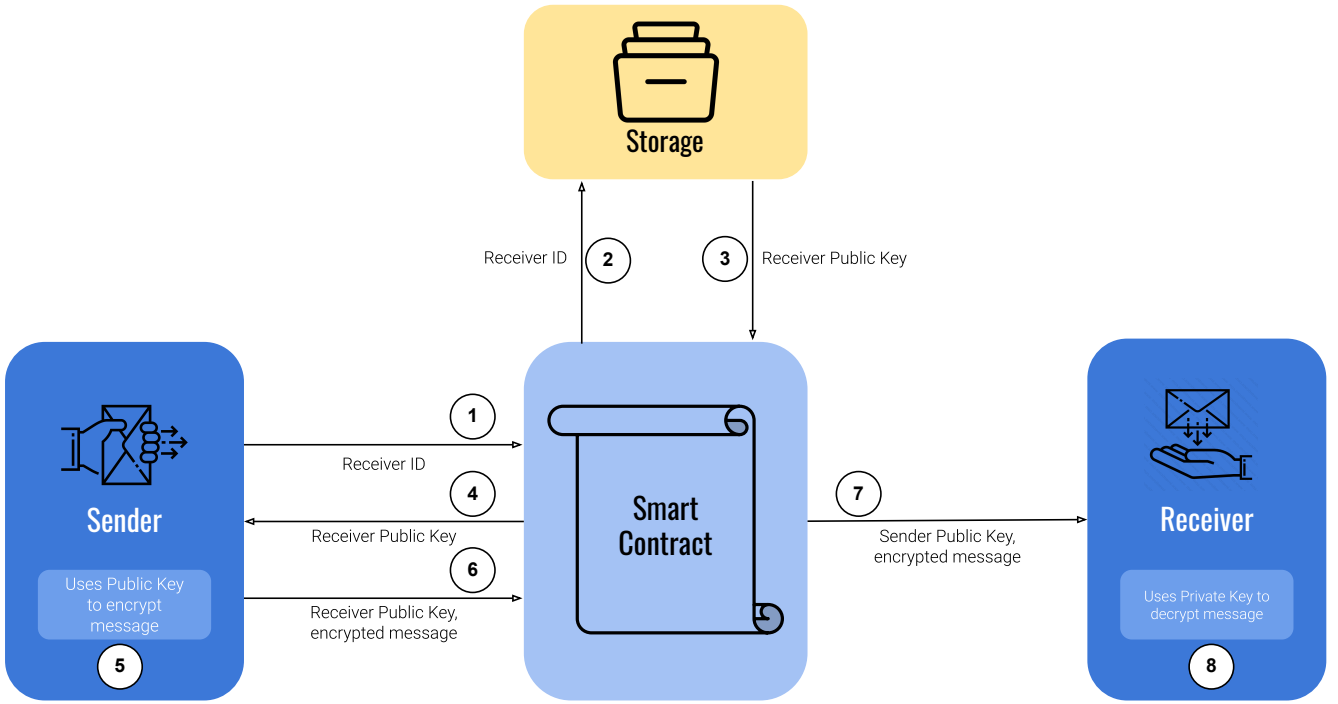 Storage
Receiver ID
2
3
Receiver Public Key
1
Receiver ID
4
Receiver Public Key
6
Receiver Public Key,
encrypted message
Sender
Uses Public Key
to encrypt
message
5
Smart
Contract
7
Sender Public Key,
encrypted message
Receiver
Uses Private Key to
decrypt message
8